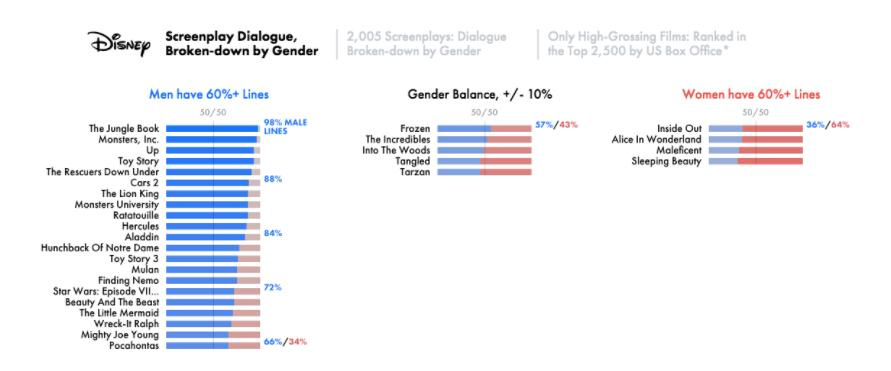 Disney
Screenplay Dialogue,
Broken-down by Gender
2,005 Screenplays: Dialogue
Broken-down by Gender
Only High-Grossing Films: Ranked in
the Top 2,500 by US Box Office*
Men have 60%+ Lines
50/50
The Jungle Book
98% MALE
LINES
Monsters, Inc.
Up
Toy Story
The Rescuers Down Under
Cars 2
88%
The Lion King
Monsters University
Ratatouille
Hercules
Aladdin
84%
Hunchback Of Notre Dame
Toy Story 3
Mulan
Finding Nemo
Star Wars: Episode VII...
72%
Beauty And The Beast
The Little Mermaid
Wreck-It Ralph
Mighty Joe Young
Pocahontas
66%/34%
Gender Balance, +/- 10%
50/50
Frozen
57%/43%
The Incredibles
Into The Woods
Tangled
Tarzan
Women have 60%+ Lines
50/50
Inside Out
36%/64%
Alice In Wonderland
Maleficent
Sleeping Beauty